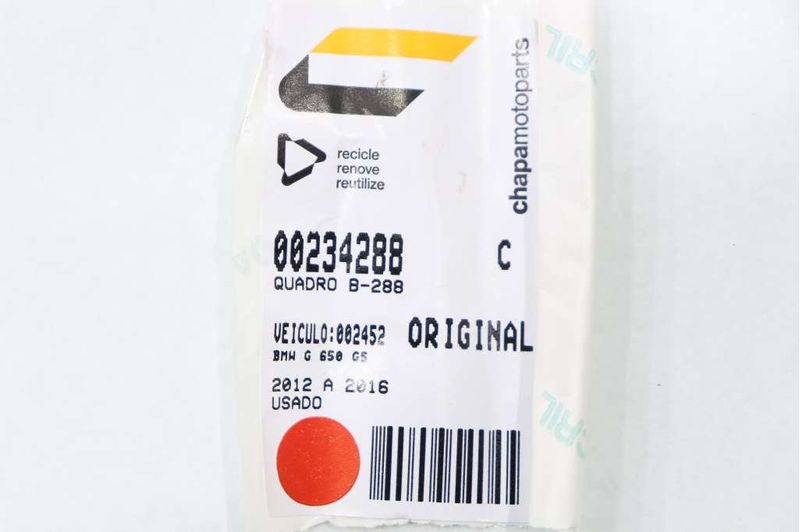 chapamotoparts
recicle
renove
reutilize
00234288 C
QUADRO B-288
VEICULO:002452 ORIGINAL
BMW G 650 GS
2012 A 2016
USADO